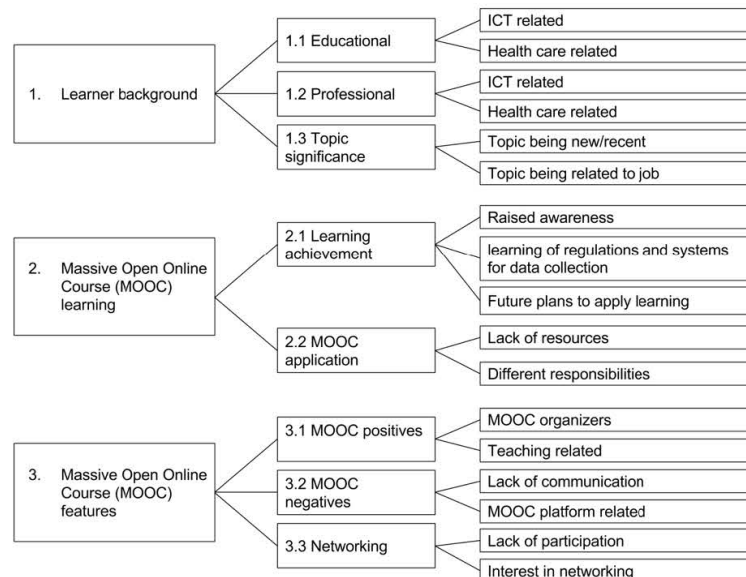 1. Learner background
1.1 Educational
ICT related
Health care related
1.2 Professional
ICT related
Health care related
1.3 Topic
significance
Topic being new/recent
Topic being related to job
2. Massive Open Online
Course (MOOC)
learning
2.1 Learning
achievement
Raised awareness
learning of regulations and systems
for data collection
Future plans to apply learning
2.2 MOOC
application
Lack of resources
Different responsibilities
3. Massive Open Online
Course (MOOC)
features
3.1 MOOC positives
MOOC organizers
Teaching related
3.2 MOOC
negatives
Lack of communication
MOOC platform related
3.3 Networking
Lack of participation
Interest in networking